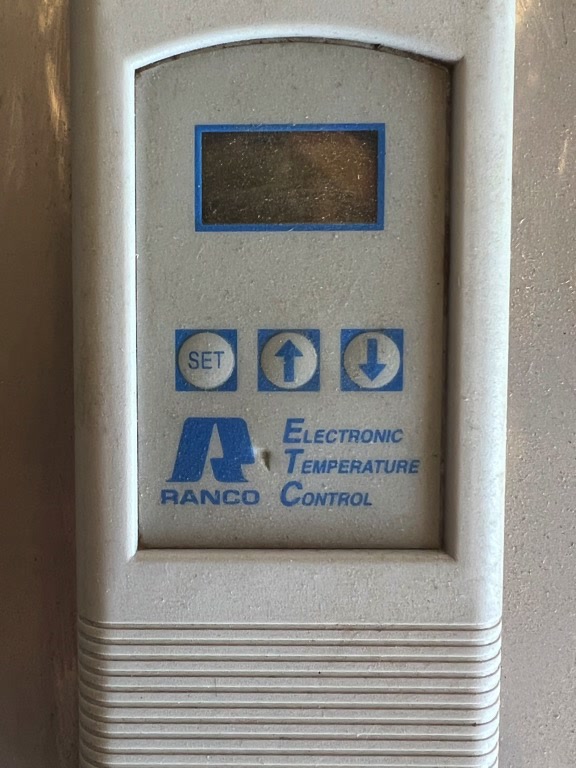 SET
ELECTRONIC
TEMPERATURE
RANCO CONTROL